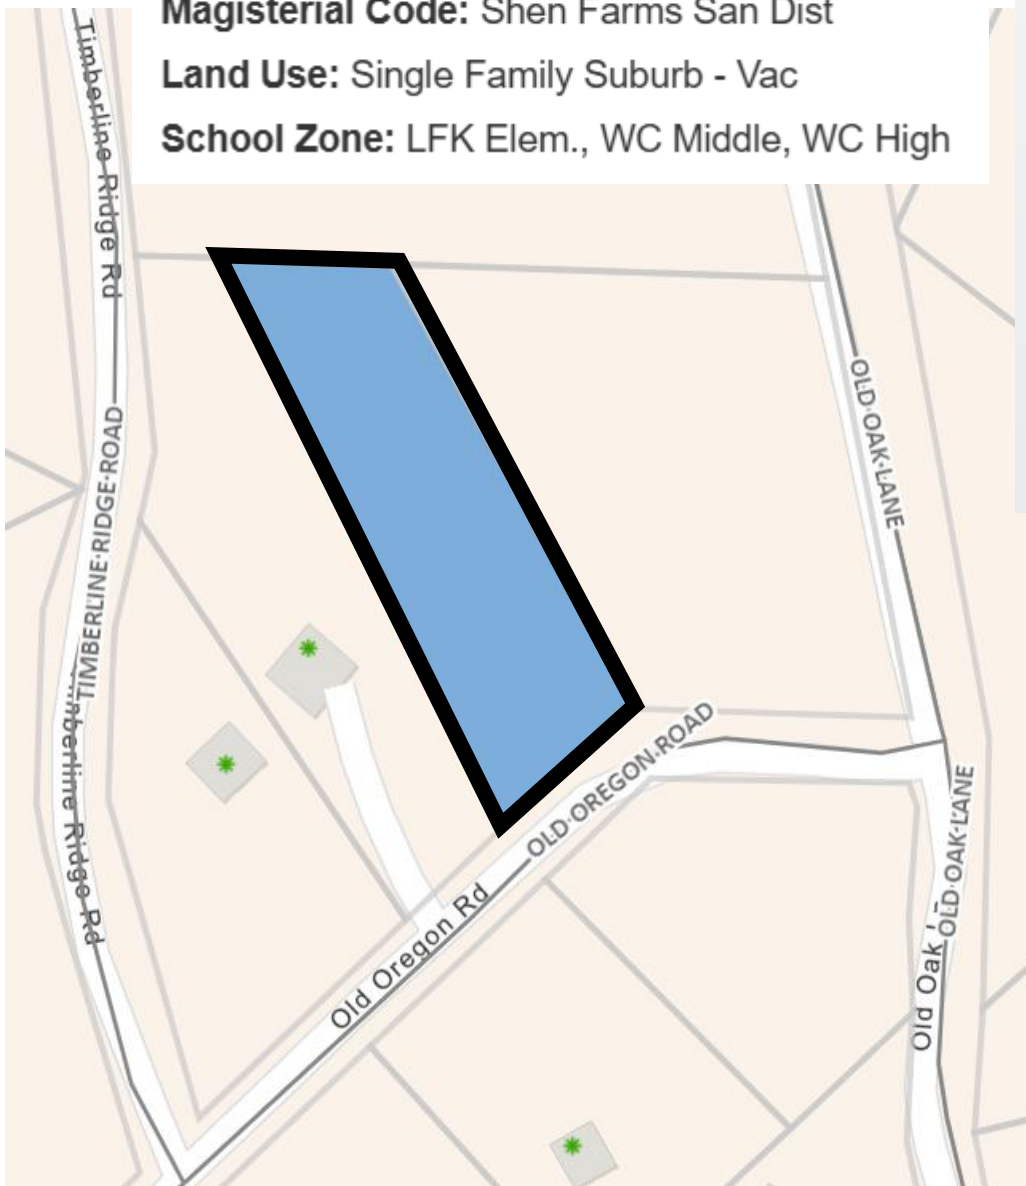 Magisterial Code: Shen Farms San Dist
Land Use: Single Family Suburb - Vac
School Zone: LFK Elem., WC Middle, WC High
Timberline Ridge Rd
OLD OAK LANE
TIMBERLINE RIDGE ROAD
OLD OREGON ROAD
Timberline Ridge Rd
OLD OAK LANE
Old Oregon Rd
Old Oak